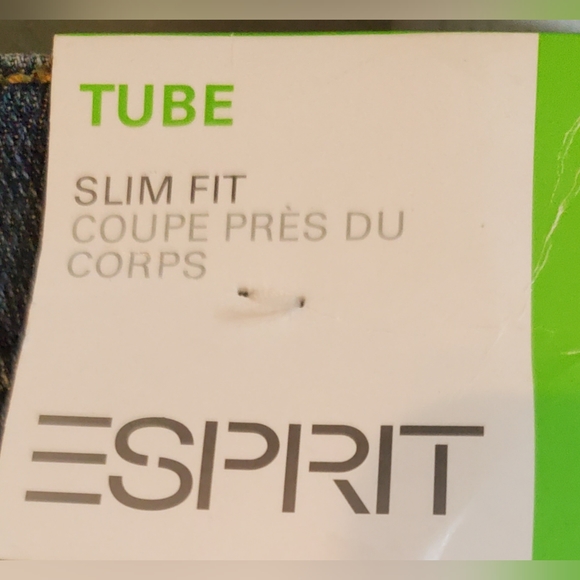 TUBE
SLIM FIT
COUPE PRÈS DU
CORPS
ESPRIT